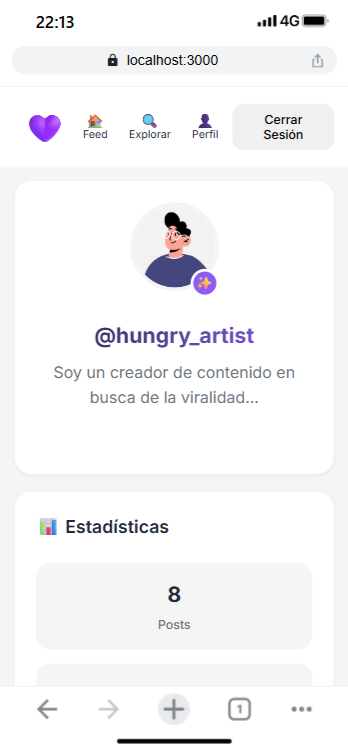 22:13
4G
localhost:3000
Feed
Explorar
Perfil
Cerrar
Sesión
@hungry_artist
Soy un creador de contenido en
busca de la viralidad...
Estadísticas
8
Posts
1